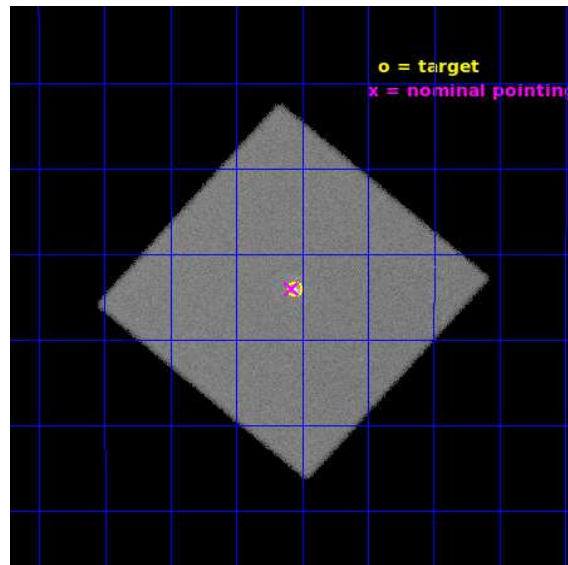 o = target
x = nominal pointing